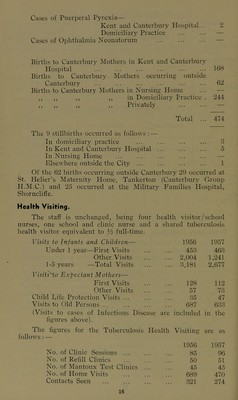 Cases of Puerperal Pyrexia—
Kent and Canterbury Hospital... 2
Domiciliary Practice ... ... —
Cases of Ophthalmia Neonatorum ... ... ... —
Births to Canterbury Mothers in Kent and Canterbury
Hospital ... ... ... ... ... ... 168
Births to Canterbury Mothers occurring outside
Canterbury ... ... ... ... ... ... 62
Births to Canterbury Mothers in Nursing Home ... —
,, ,, ,, ,, in Domiciliary Practice . 244
,, ,, ,, ,, Privately ... ... —
Total ... 474
The 9 stillbirths occurred as follows :—
In domiciliary practice ... ... ... ... 3
In Kent and Canterbury Hospital ... ... ... 5
In Nursing Home ... ... ... ... ... —
Elsewhere outside the City ... ... ... ... 1
Of the 62 births occurring outside Canterbury 29 occurred at
St. Helier's Maternity Home, Tankerton (Canterbury Group
H.M.C.) and 25 occurred at the Military Families Hospital,
Shorncliffe.
Health Visiting.
The staff is unchanged, being four health visitor/school
nurses, one school and clinic nurse and a shared tuberculosis
health visitor equivalent to ½ full-time.
Visits to Infants and Children— 1956 1957
Under 1 year—First Visits ... 453 465
Other Visits ... 2,004 1,241
1-5 years —Total Visits ... 3,181 2,677
Visits to Expectant Mothers—
First Visits ... 128 112
Other Visits ... 57 73
Child Life Protection Visits ... ... 35 47
Visits to Old Persons ... ... ... 687 633
(Visits to cases of Infectious Disease are included in the
figures above).
The figures for the Tuberculosis Health Visiting are as
follows :—
1956 1957
No. of Clinic Sessions ... ... 85 96
No. of Refill Clinics ... ... 50 51
No. of Mantoux Test Clinics ... 45 45
No. of Home Visits ... ... 689 470
Contacts Seen ... ... ... 321 274
16